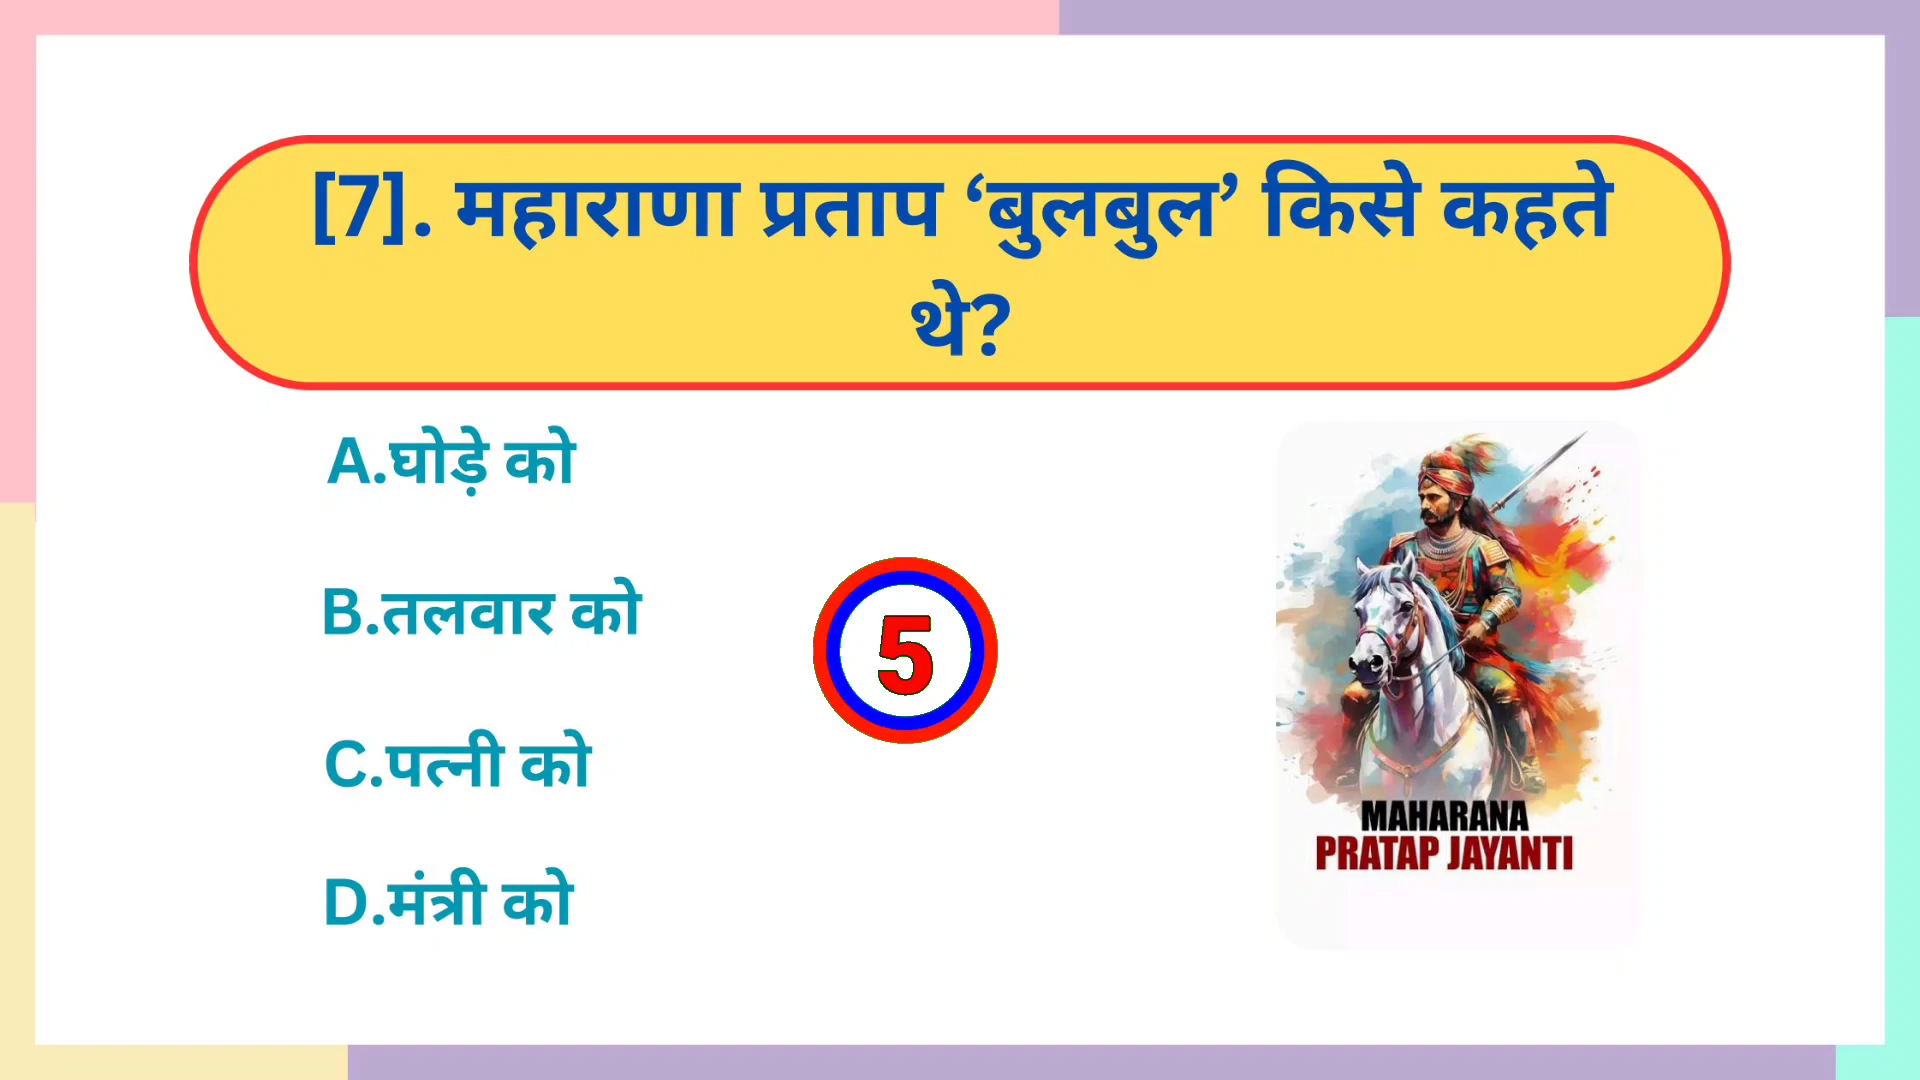 [7]. महाराणा प्रताप ‘बुलबुल’ किसे कहते
थे?
A.घोड़े को
B.तलवार को
5
C.पत्नी को
D.मंत्री को
MAHARANA
PRATAP JAYANTI